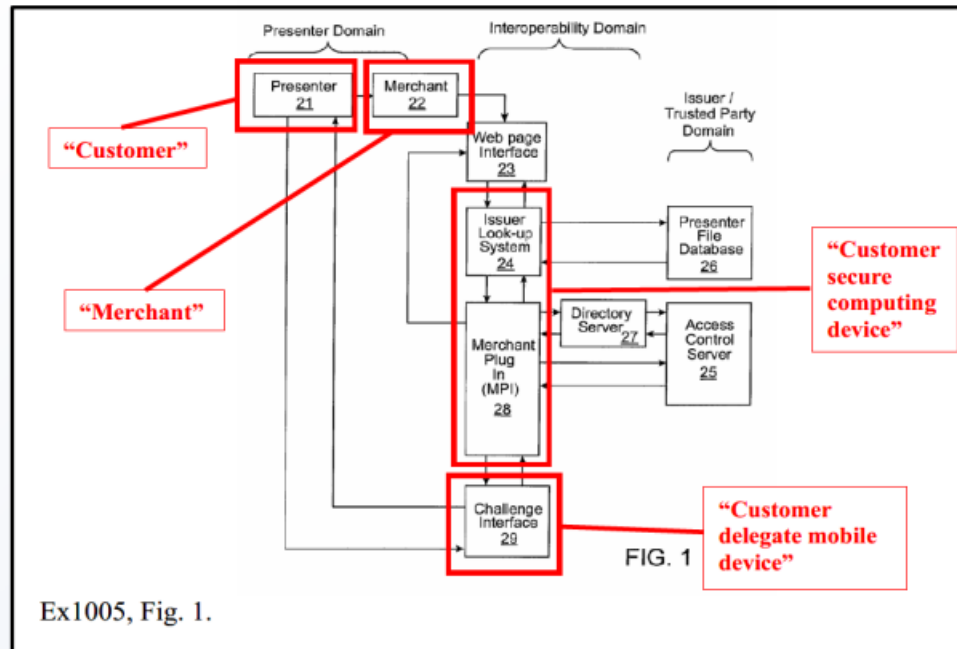 Presenter Domain
Interoperability Domain
Presenter
21
Merchant
22
Issuer /
Trusted Party
Domain
"Customer"
Web page
Interface
23
Issuer
Look-up
System
24
Presenter
File
Database
26
"Customer
secure
computing
device"
"Merchant"
Directory
Server
27
Access
Control
Server
25
Merchant
Plug
In
(MPI)
28
Challenge
Interface
29
"Customer
delegate mobile
device"
FIG. 1
Ex1005, Fig. 1.